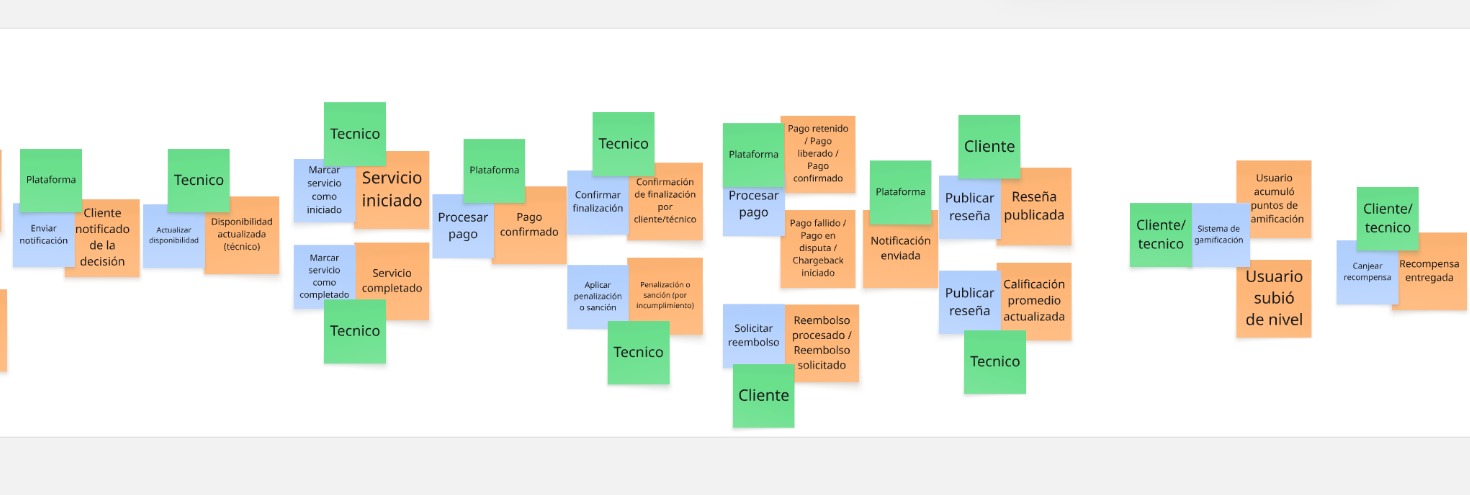 Plataforma
Enviar
notificación
Cliente
notificado
de la
decisión
Tecnico
Actualizar
disponibilidad
Disponibilidad
actualizada
(técnico)
Tecnico
Marcar
servicio
como
iniciado
Servicio
iniciado
Marcar
servicio
como
completado
Servicio
completado
Tecnico
Plataforma
Procesar
pago
Pago
confirmado
Tecnico
Confirmar
finalización
Confirmación
de finalización
por
cliente/técnico
Aplicar
penalización
o sanción
Penalización o
sanción (por
incumplimiento)
Tecnico
Plataforma
Procesar
pago
Pago retenido
/ Pago
liberado /
Pago
confirmado
Pago fallido /
Pago en
disputa /
Chargeback
iniciado
Solicitar
reembolso
Reembolso
procesado /
Reembolso
solicitado
Cliente
Plataforma
Notificación
enviada
Cliente
Publicar
reseña
Reseña
publicada
Publicar
reseña
Calificación
promedio
actualizada
Tecnico
Cliente/
tecnico
Sistema de
gamificación
Usuario
acumuló
puntos de
amificación
Usuario
subió
de nivel
Cliente/
tecnico
Canjear
recompensa
Recompensa
entregada